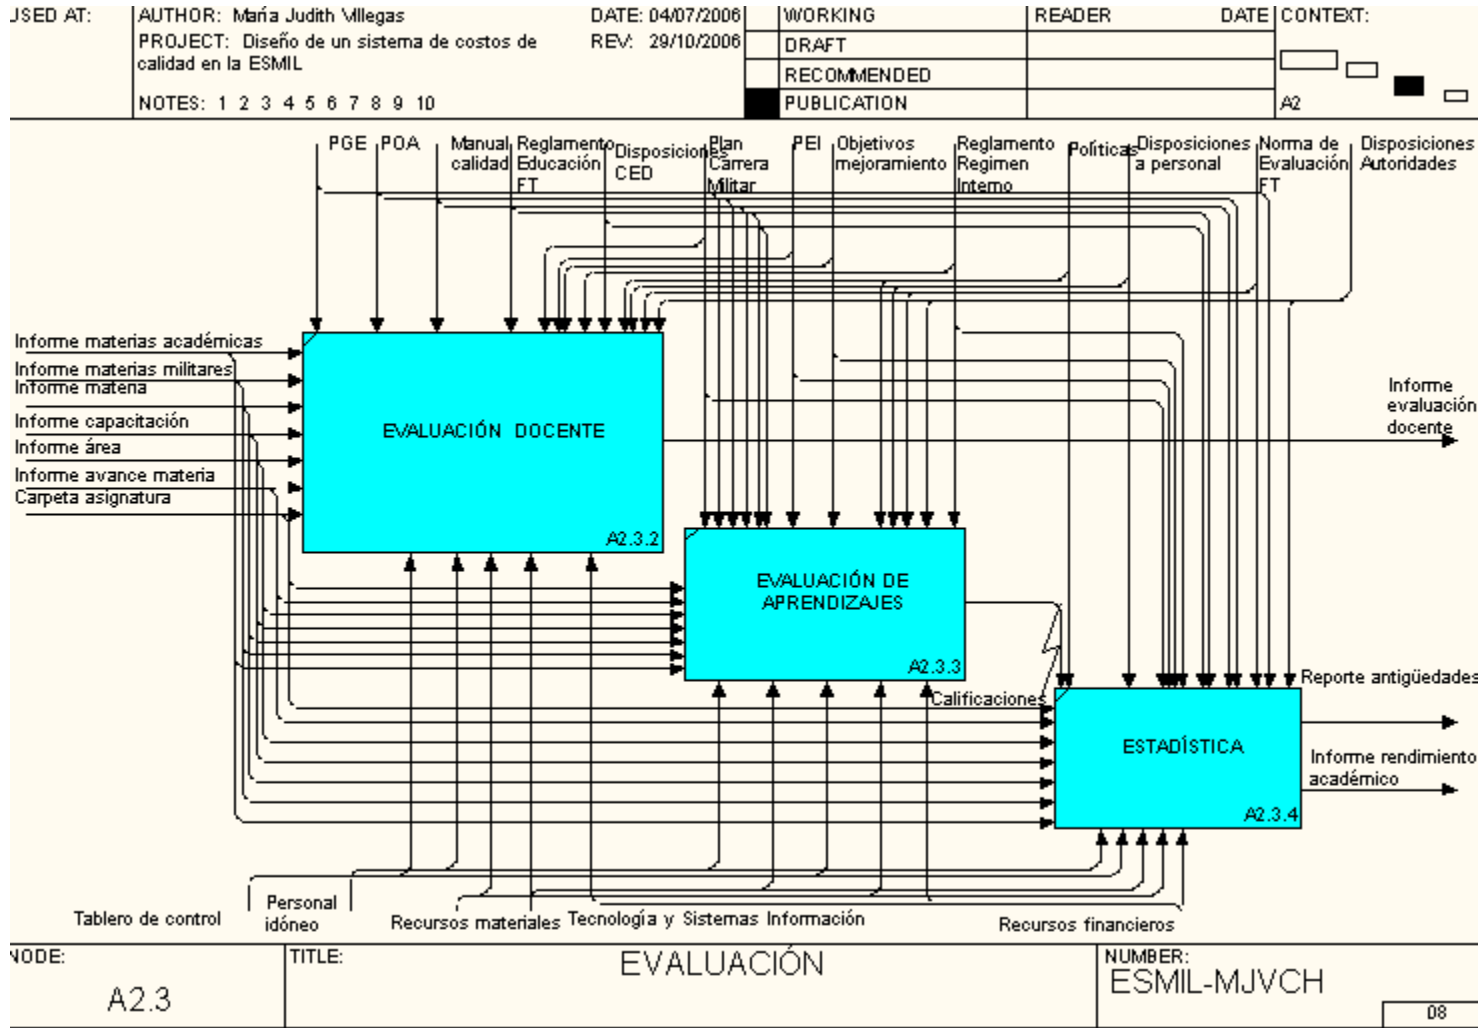 USED AT:
AUTHOR: María Judith Villegas
DATE: 04/07/2006
PROJECT: Diseño de un sistema de costos de
calidad en la ESMIL
REV: 29/10/2006
NOTES: 1 2 3 4 5 6 7 8 9 10
WORKING
DRAFT
RECOMMENDED
PUBLICATION
READER
DATE
CONTEXT:
A2
PGE
POA
Manual
calidad
Reglamento
Educación
FT
Disposiciones
CED
Plan
Carrera
Militar
PEI
Objetivos
mejoramiento
Reglamento
Regimen
Interno
Políticas
Disposiciones
a personal
Norma de
Evaluación
FT
Disposiciones
Autoridades
Informe materias académicas
Informe materias militares
Informe materia
Informe capacitación
Informe área
Informe avance materia
Carpeta asignatura
EVALUACIÓN DOCENTE
A2.3.2
Informe
evaluación
docente
EVALUACIÓN DE
APRENDIZAJES
A2.3.3
Calificaciones
ESTADÍSTICA
A2.3.4
Reporte antigüedades
Informe rendimiento
académico
Tablero de control
Personal
idóneo
Recursos materiales
Tecnología y Sistemas Información
Recursos financieros
NODE:
A2.3
TITLE:
EVALUACIÓN
NUMBER:
ESMIL-MJVCH
08